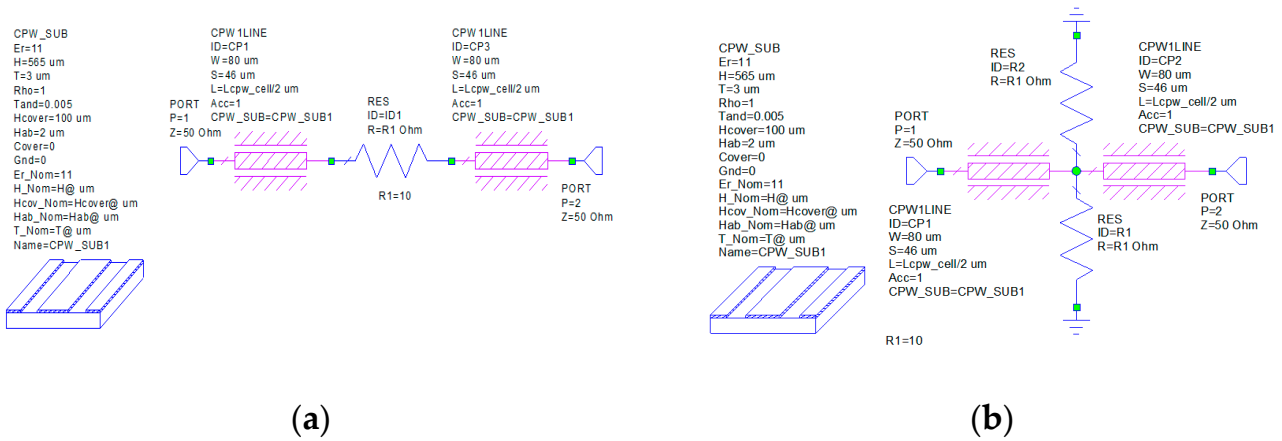 CPW_SUB
Er=11
H=565 um
T=3 um
Rho=1
Tand=0.005
Hcover=100 um
Hab=2 um
Cover=0
Gnd=0
Er_Nom=11
H_Nom=H@ um
Hcov_Nom=Hcover@ um
Hab_Nom=Hab@ um
T_Nom=T@ um
Name=CPW_SUB1
PORT
P=1
Z=50 Ohm
CPW1LINE
ID=CP1
W=80 um
S=46 um
L=Lcpw_cell/2 um
Acc=1
CPW_SUB=CPW_SUB1
RES
ID=ID1
R=R1 Ohm
R1=10
CPW1LINE
ID=CP3
W=80 um
S=46 um
L=Lcpw_cell/2 um
Acc=1
CPW_SUB=CPW_SUB1
PORT
P=2
Z=50 Ohm
(a)
CPW_SUB
Er=11
H=565 um
T=3 um
Rho=1
Tand=0.005
Hcover=100 um
Hab=2 um
Cover=0
Gnd=0
Er_Nom=11
H_Nom=H@ um
Hcov_Nom=Hcover@ um
Hab_Nom=Hab@ um
T_Nom=T@ um
Name=CPW_SUB1
PORT
P=1
Z=50 Ohm
CPW1LINE
ID=CP1
W=80 um
S=46 um
L=Lcpw_cell/2 um
Acc=1
CPW_SUB=CPW_SUB1
R1=10
RES
ID=R2
R=R1 Ohm
CPW1LINE
ID=CP2
W=80 um
S=46 um
L=Lcpw_cell/2 um
Acc=1
CPW_SUB=CPW_SUB1
RES
ID=R1
R=R1 Ohm
PORT
P=2
Z=50 Ohm
(b)